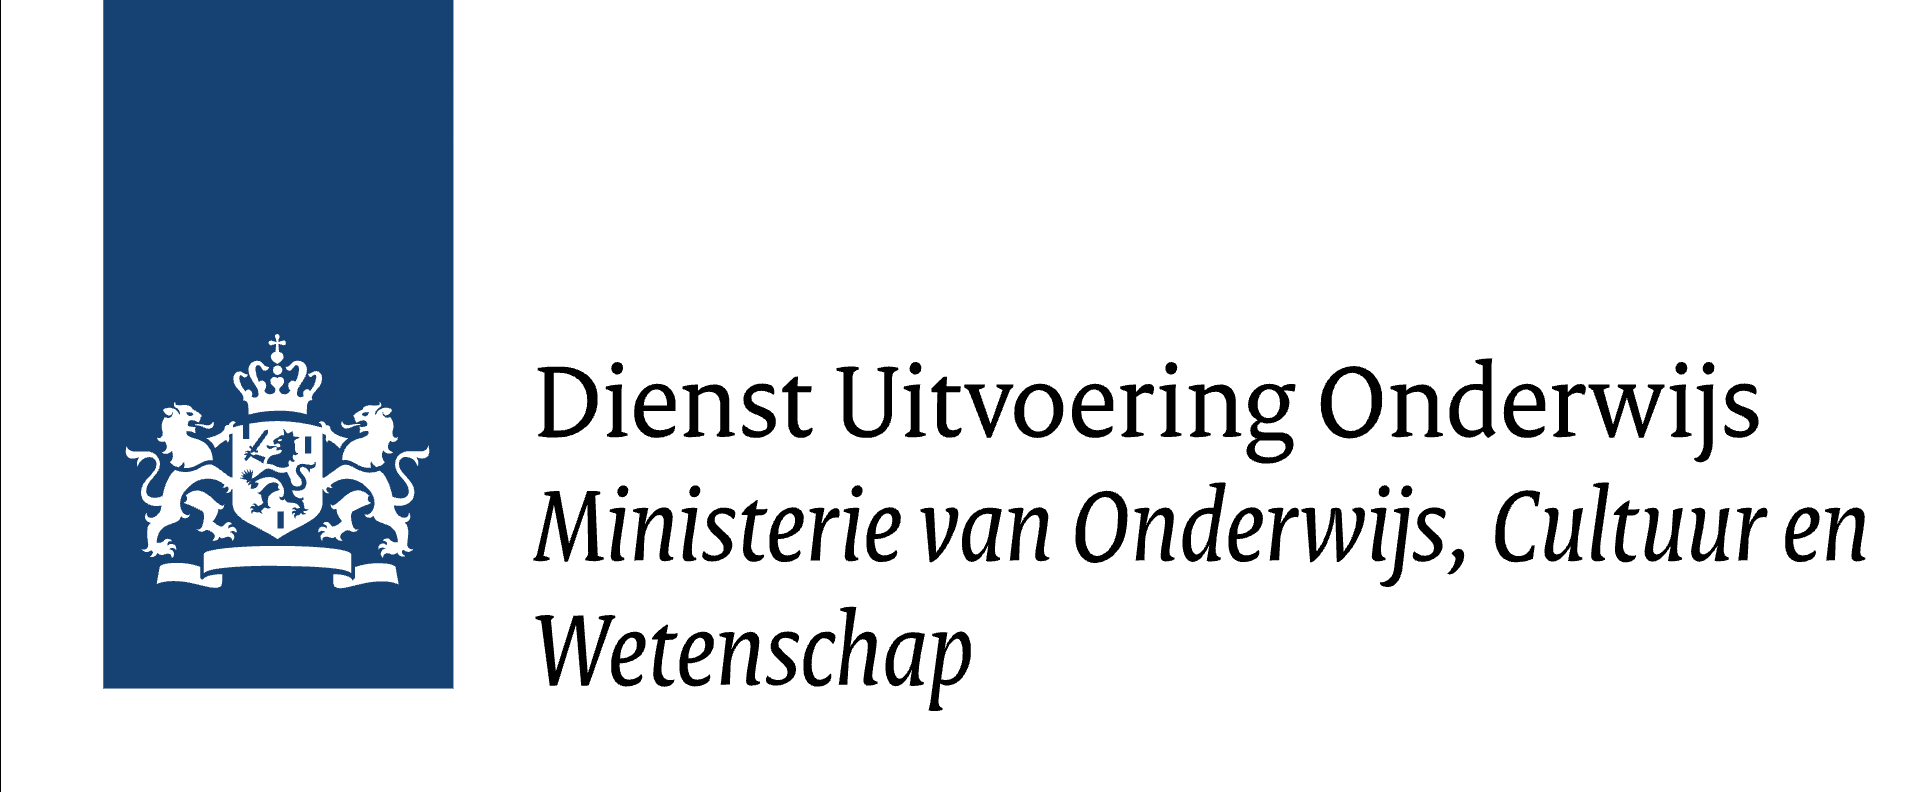 Dienst Uitvoering Onderwijs
Ministerie van Onderwijs, Cultuur en
Wetenschap